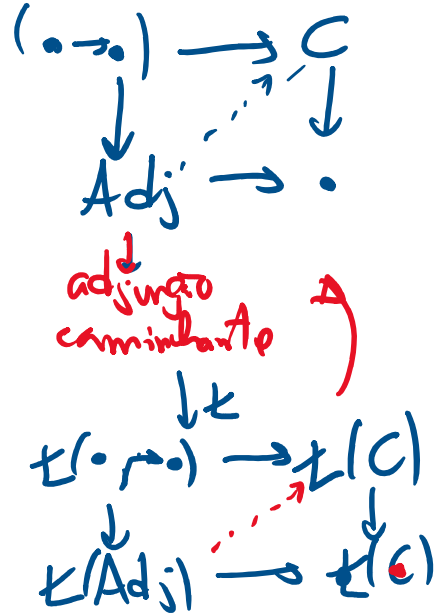 (• → •) → C
Adj → •
adjunção
caminhante
↓ t
t(• → •) → t(C)
t(Adj) → t(•)